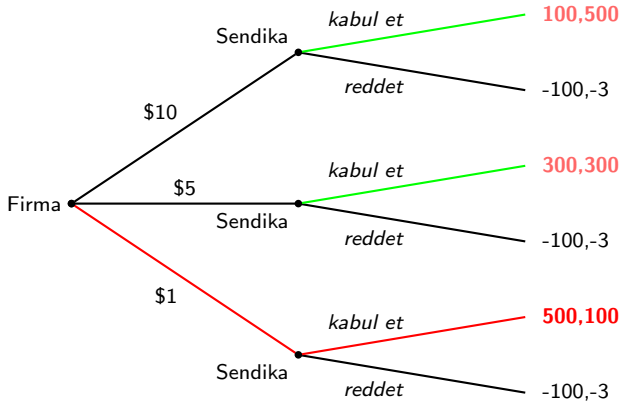 kabul et
100,500
Sendika
reddet
-100,-3
$10
kabul et
300,300
$5
Firma
Sendika
reddet
-100,-3
$1
kabul et
500,100
Sendika
reddet
-100,-3